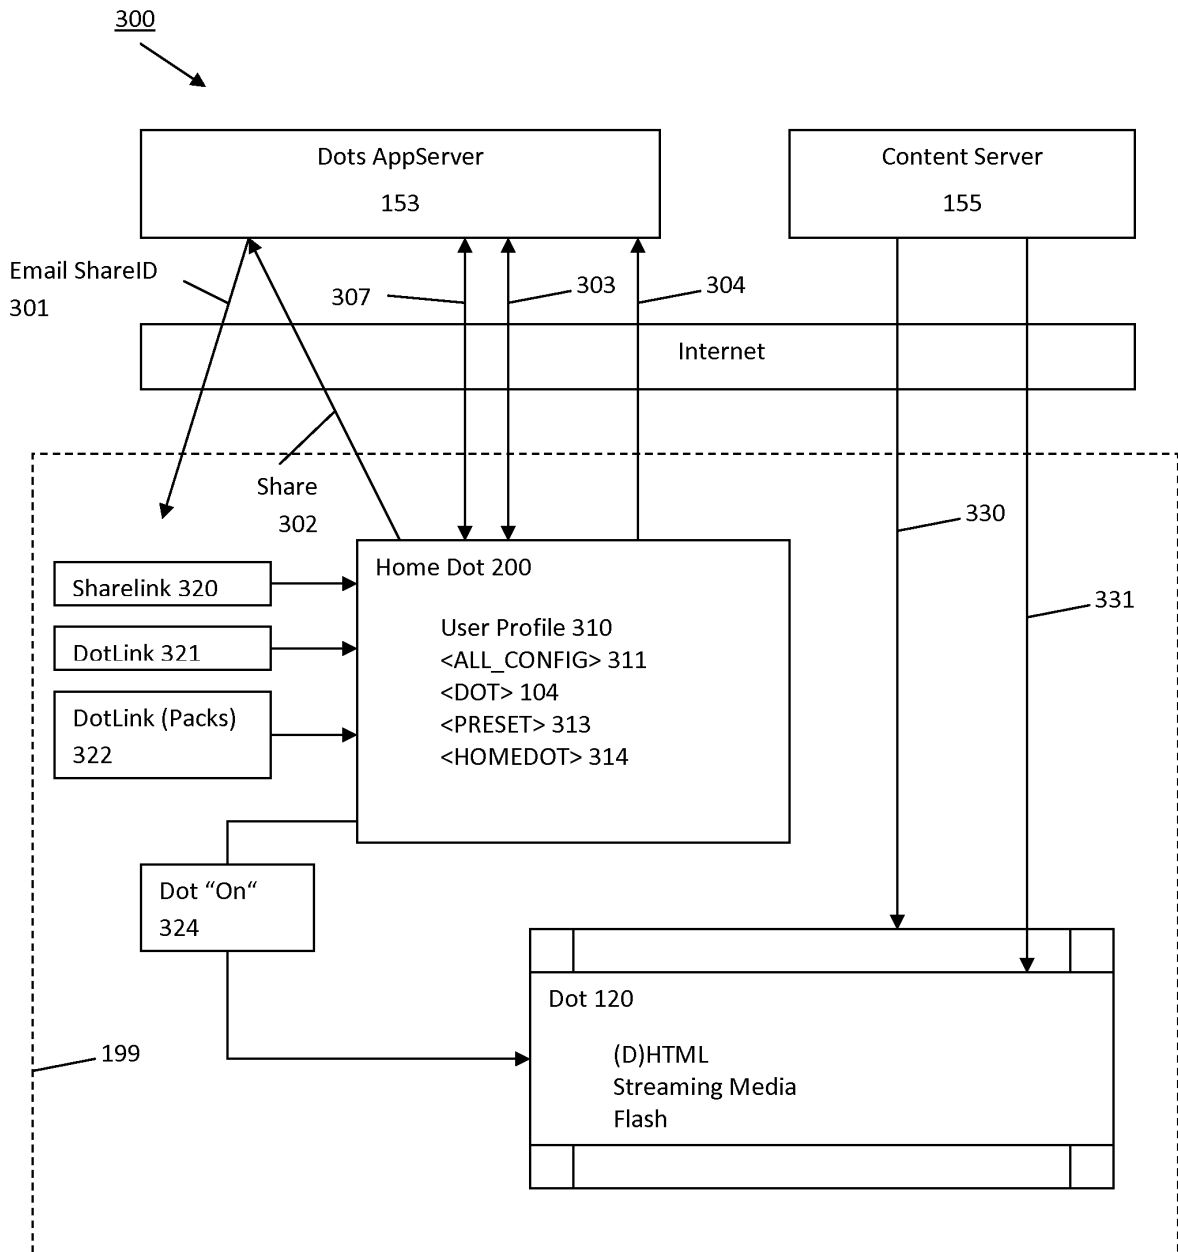 300
Dots AppServer
153
Content Server
155
Email ShareID
301
307
303
304
Internet
Share
302
330
Home Dot 200
Sharelink 320
331
User Profile 310
DotLink 321
<ALL_CONFIG> 311
<DOT> 104
DotLink (Packs)
322
<PRESET> 313
<HOMEDOT> 314
Dot “On“
324
Dot 120
199
(D)HTML
Streaming Media
Flash